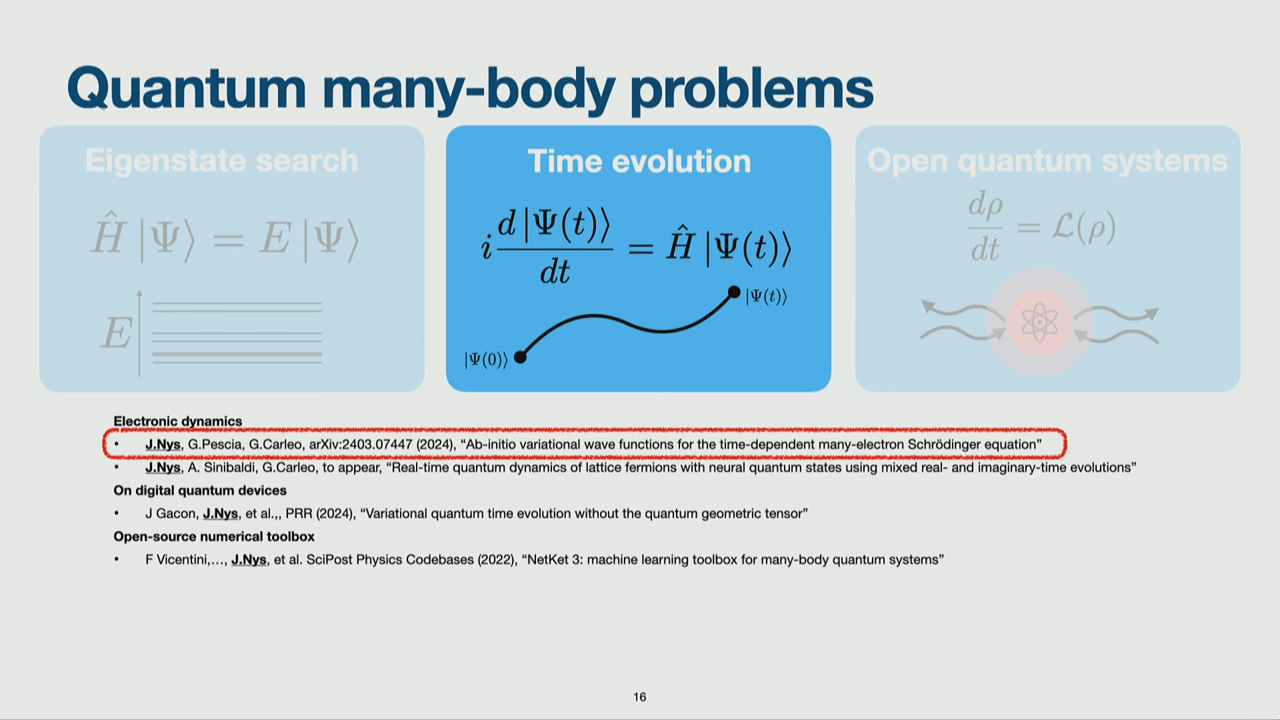 Quantum many-body problems
Eigenstate search
Ĥ |Ψ⟩ = E |Ψ⟩
E
Time evolution
i d |Ψ(t)⟩ / dt = Ĥ |Ψ(t)⟩
|Ψ(t)⟩
|Ψ(0)⟩
Open quantum systems
dρ / dt = ℒ(ρ)
Electronic dynamics
• J.Nys, G.Pescia, G.Carleo, arXiv:2403.07447 (2024), “Ab-initio variational wave functions for the time-dependent many-electron Schrödinger equation”
• J.Nys, A. Sinibaldi, G.Carleo, to appear, “Real-time quantum dynamics of lattice fermions with neural quantum states using mixed real- and imaginary-time evolutions”
On digital quantum devices
• J Gacon, J.Nys, et al.,, PRR (2024), “Variational quantum time evolution without the quantum geometric tensor”
Open-source numerical toolbox
• F Vicentini,…, J.Nys, et al. SciPost Physics Codebases (2022), “NetKet 3: machine learning toolbox for many-body quantum systems”
16